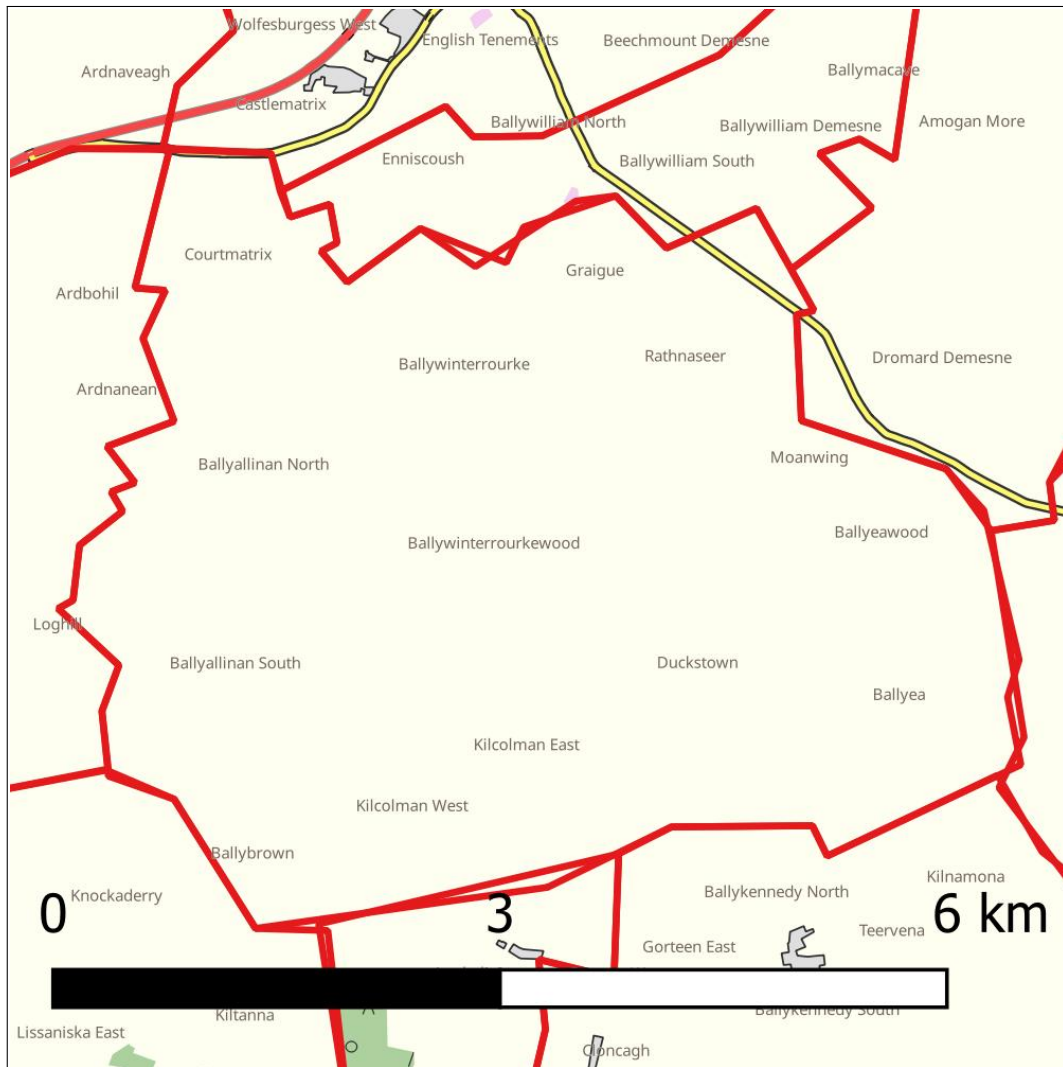 Wolfesburgess West
English Tenements
Beechmount Demesne
Ardnaveagh
Ballymacave
Castlematrix
Ballywilliam North
Ballywilliam Demesne
Amogan More
Enniscoush
Ballywilliam South
Courtmatrix
Graigue
Ardbohil
Ballywinterrourke
Rathnaseer
Dromard Demesne
Ardnanean
Ballyallinan North
Moanwing
Ballywinterrourkewood
Ballyeawood
Loghill
Ballyallinan South
Duckstown
Ballyea
Kilcolman East
Kilcolman West
Ballybrown
Knockaderry
Ballykennedy North
Kilnamona
0
3
6 km
Teervena
Gorteen East
Kiltanna
Ballykennedy South
Lissaniska East
Cloncagh